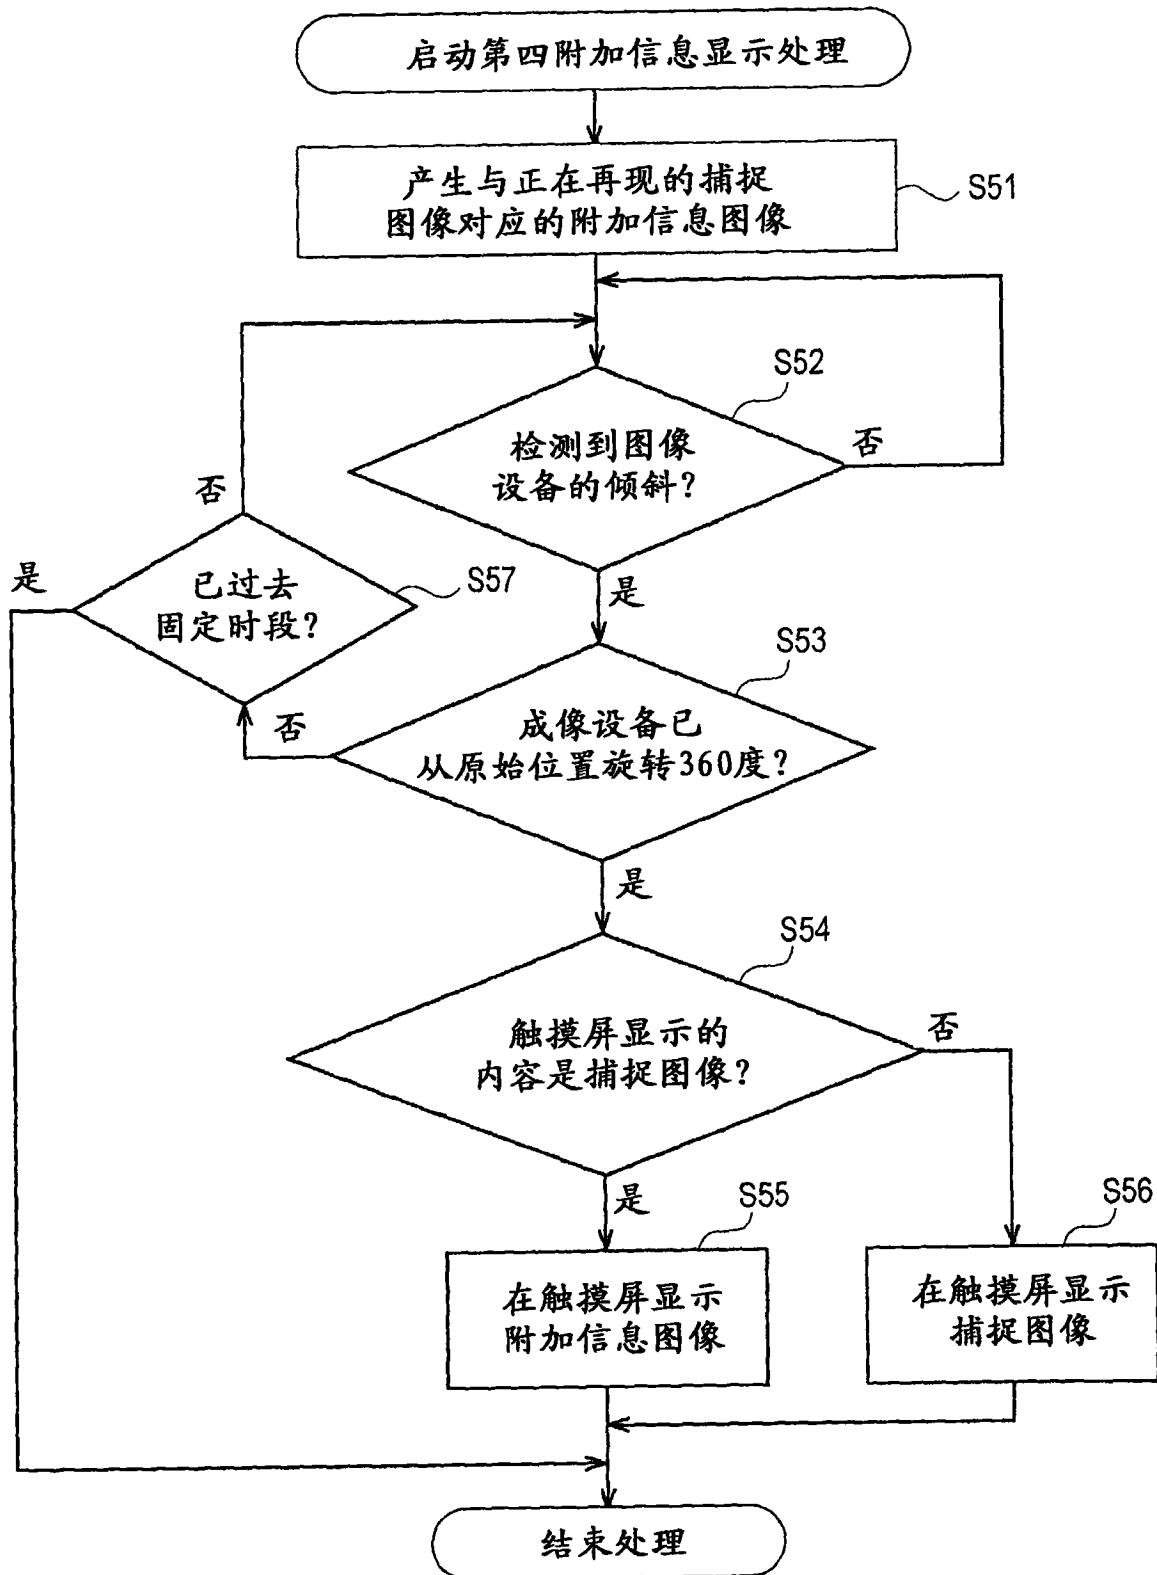 启动第四附加信息显示处理
产生与正在再现的捕捉
图像对应的附加信息图像
S51
S52
检测到图像
设备的倾斜?
否
是
否
是
已过去
固定时段?
S57
S53
成像设备已
从原始位置旋转360度?
否
是
S54
触摸屏显示的
内容是捕捉图像?
否
是
S55
在触摸屏显示
附加信息图像
S56
在触摸屏显示
捕捉图像
结束处理